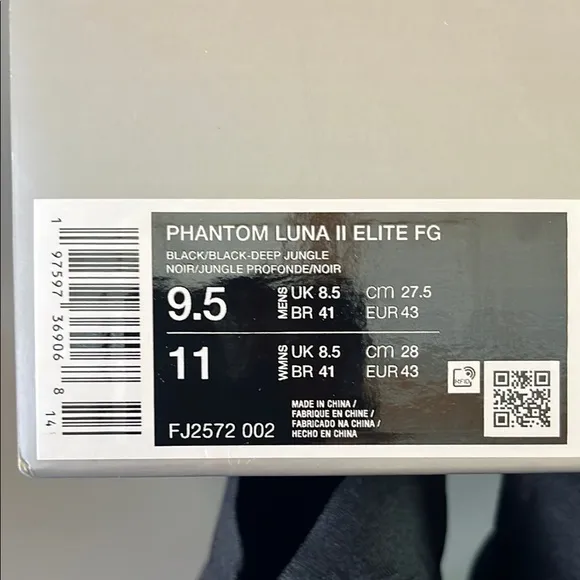 PHANTOM LUNA II ELITE FG
BLACK/BLACK-DEEP JUNGLE
NOIR/JUNGLE PROFONDE/NOIR
9.5 MENS UK 8.5 cm 27.5
BR 41 EUR 43
11 WMNS UK 8.5 cm 28
BR 41 EUR 43
RFID
MADE IN CHINA /
FABRIQUE EN CHINE /
FABRICADO NA CHINA /
HECHO EN CHINA
FJ2572 002
1 97597 36906 8 14